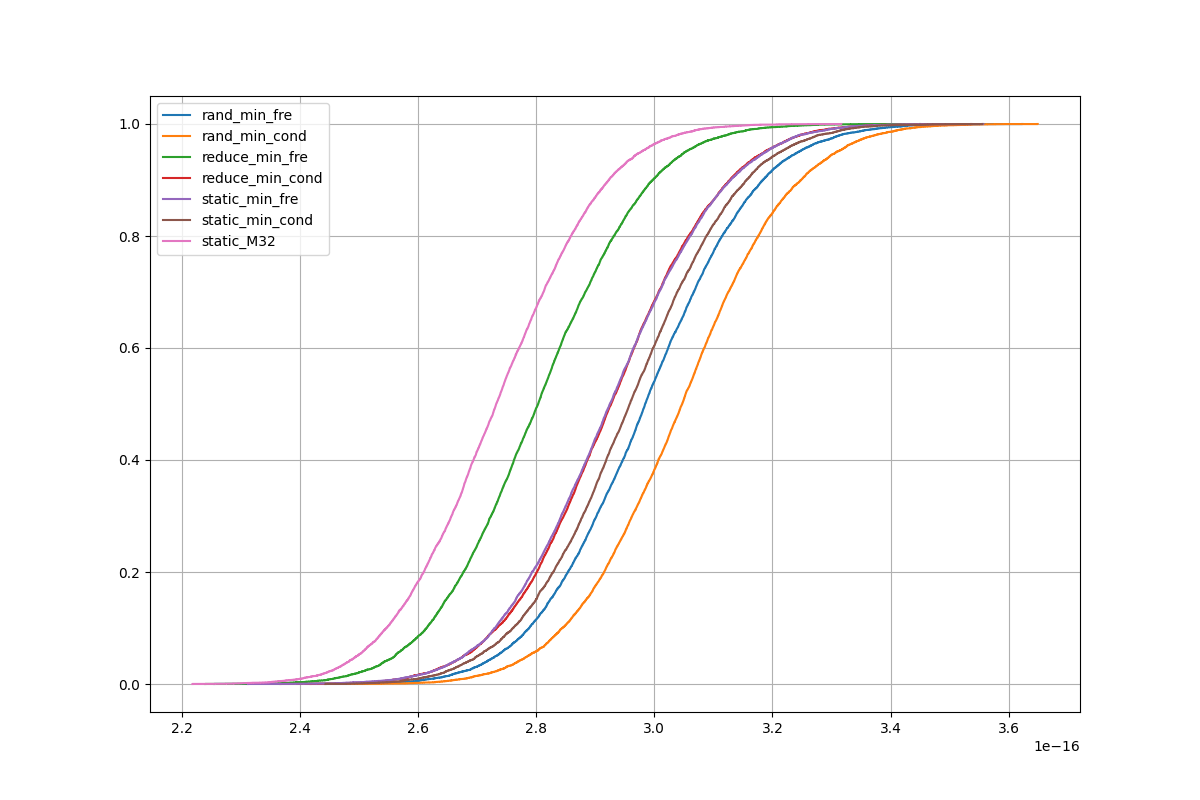 rand_min_fre
rand_min_cond
reduce_min_fre
reduce_min_cond
static_min_fre
static_min_cond
static_M32
1.0
0.8
0.6
0.4
0.2
0.0
2.2 2.4 2.6 2.8 3.0 3.2 3.4 3.6
1e−16